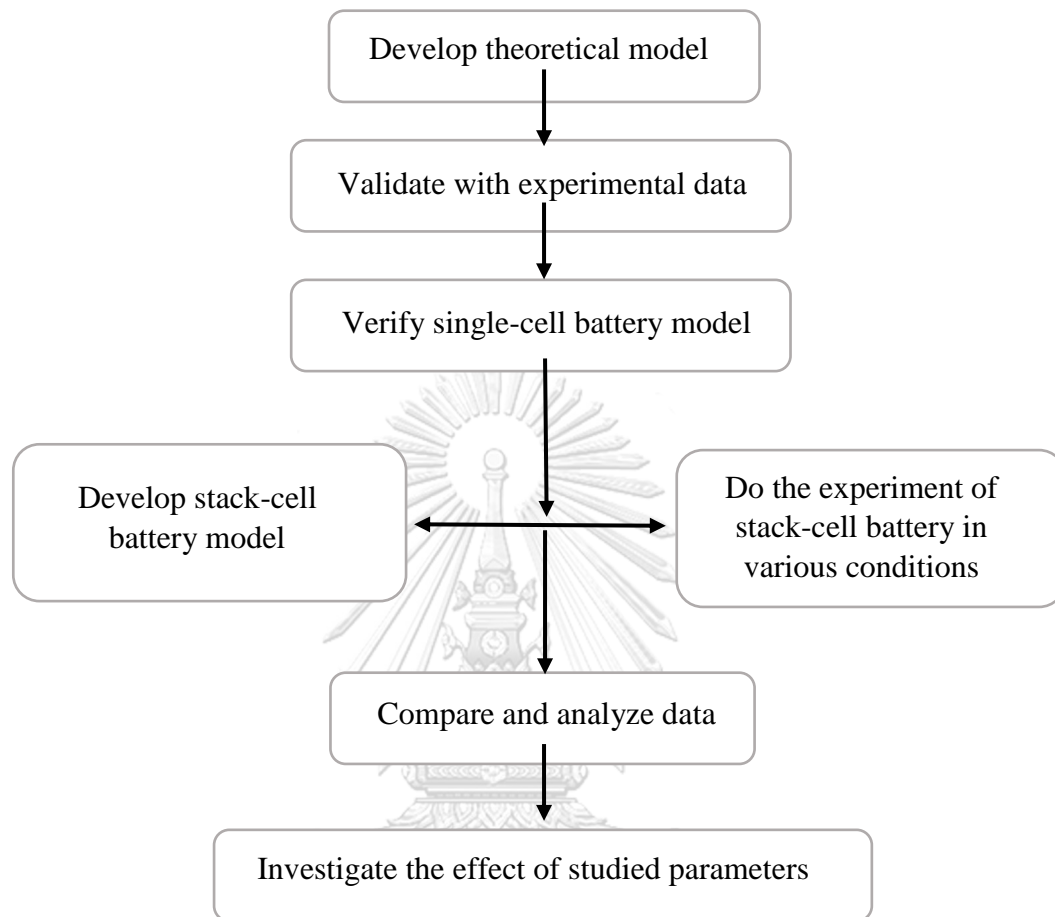 Develop theoretical model
Validate with experimental data
Verify single-cell battery model
Develop stack-cell
battery model
Do the experiment of
stack-cell battery in
various conditions
Compare and analyze data
Investigate the effect of studied parameters